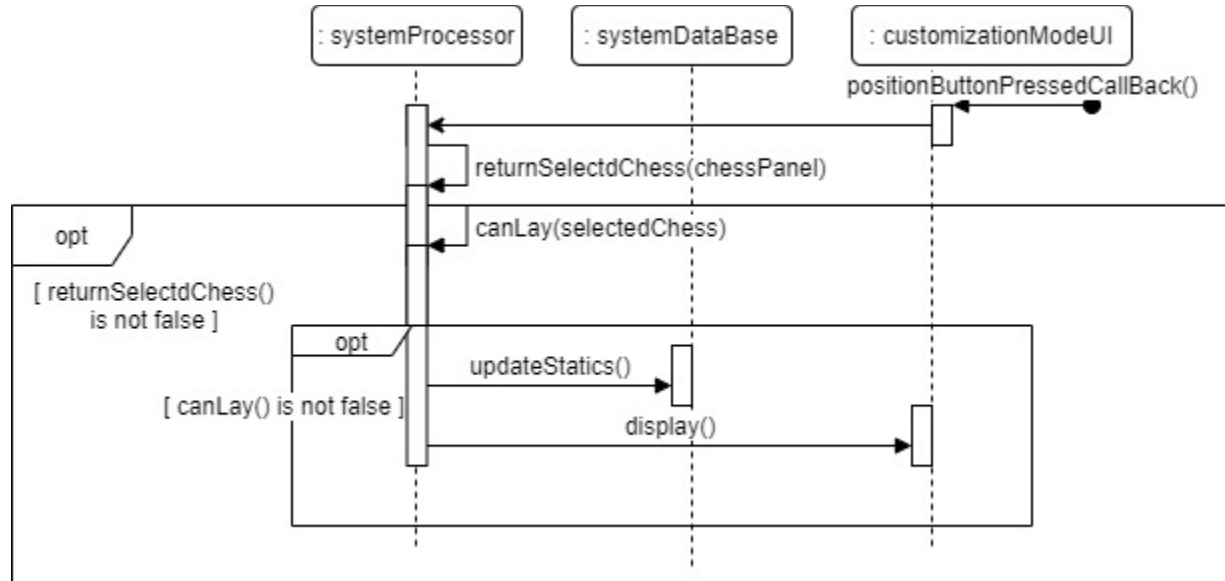 : systemProcessor
: systemDataBase
: customizationModeUI
positionButtonPressedCallBack()
returnSelectdChess(chessPanel)
opt
canLay(selectedChess)
[ returnSelectdChess()
is not false ]
opt
updateStatics()
[ canLay() is not false ]
display()